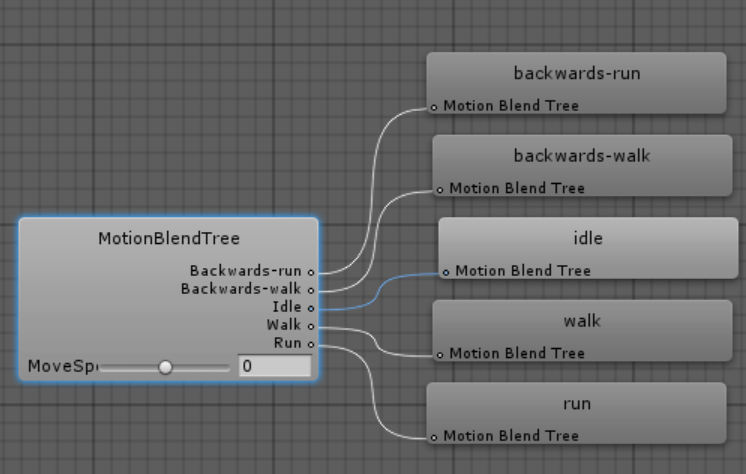 MotionBlendTree
Backwards-run
Backwards-walk
Idle
Walk
Run
MoveSp
0
backwards-run
Motion Blend Tree
backwards-walk
Motion Blend Tree
idle
Motion Blend Tree
walk
Motion Blend Tree
run
Motion Blend Tree